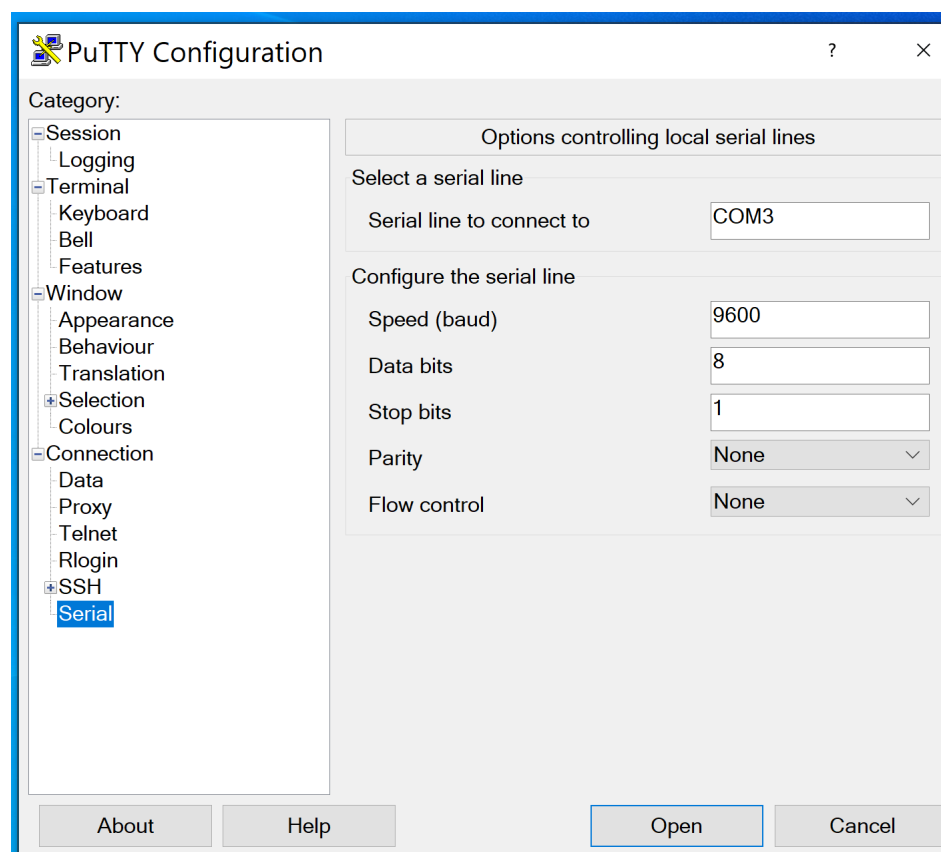 PuTTY Configuration
?
Category:
Session
Logging
Terminal
Keyboard
Bell
Features
Window
Appearance
Behaviour
Translation
Selection
Colours
Connection
Data
Proxy
Telnet
Rlogin
SSH
Serial
Options controlling local serial lines
Select a serial line
Serial line to connect to COM3
Configure the serial line
Speed (baud) 9600
Data bits 8
Stop bits 1
Parity None
Flow control None
About Help Open Cancel